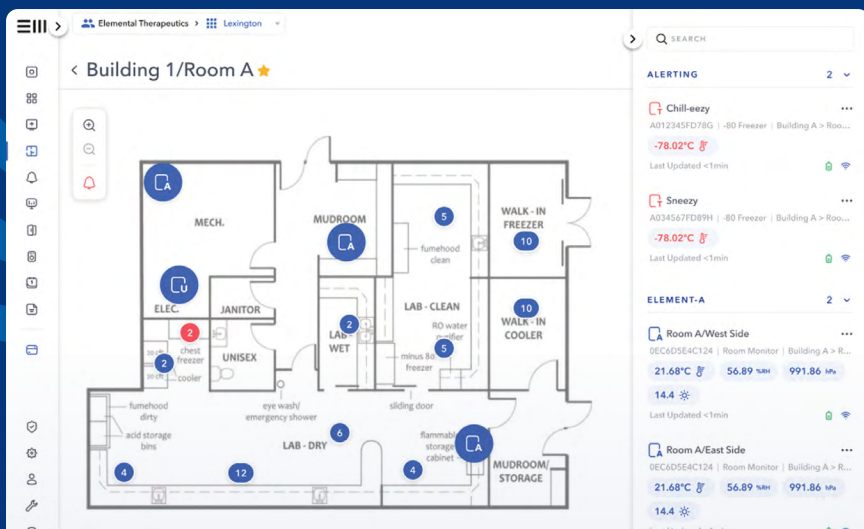 Elemental Therapeutics > Lexington
Building 1/Room A
MECH.
MUDROOM
WALK - IN
FREEZER
10
5
fumehood
clean
ELEC.
JANITOR
LAB - CLEAN
10
WALK - IN
COOLER
2
LAB -
WET
RO water
purifier
5
minus 80
freezer
2
chest
freezer
2
cooler
UNISEX
fumehood
dirty
acid storage
bins
eye wash/
emergency shower
sliding door
LAB - DRY
6
flammable
storage
cabinet
4
12
4
MUDROOM/
STORAGE
A
A
U
A
SEARCH
ALERTING 2
Chill-eezy ...
A012345FD78G | -80 Freezer | Building A > Roo...
-78.02°C
Last Updated <1min
Sneezy ...
A034567FD89H | -80 Freezer | Building A > Roo...
-78.02°C
Last Updated <1min
ELEMENT-A 2
Room A/West Side ...
0EC6D5E4C124 | Room Monitor | Building A > R...
21.68°C 56.89 %RH 991.86 hPa
14.4
Last Updated <1min
Room A/East Side ...
0EC6D5E4C124 | Room Monitor | Building A > R...
21.68°C 56.89 %RH 991.86 hPa
14.4